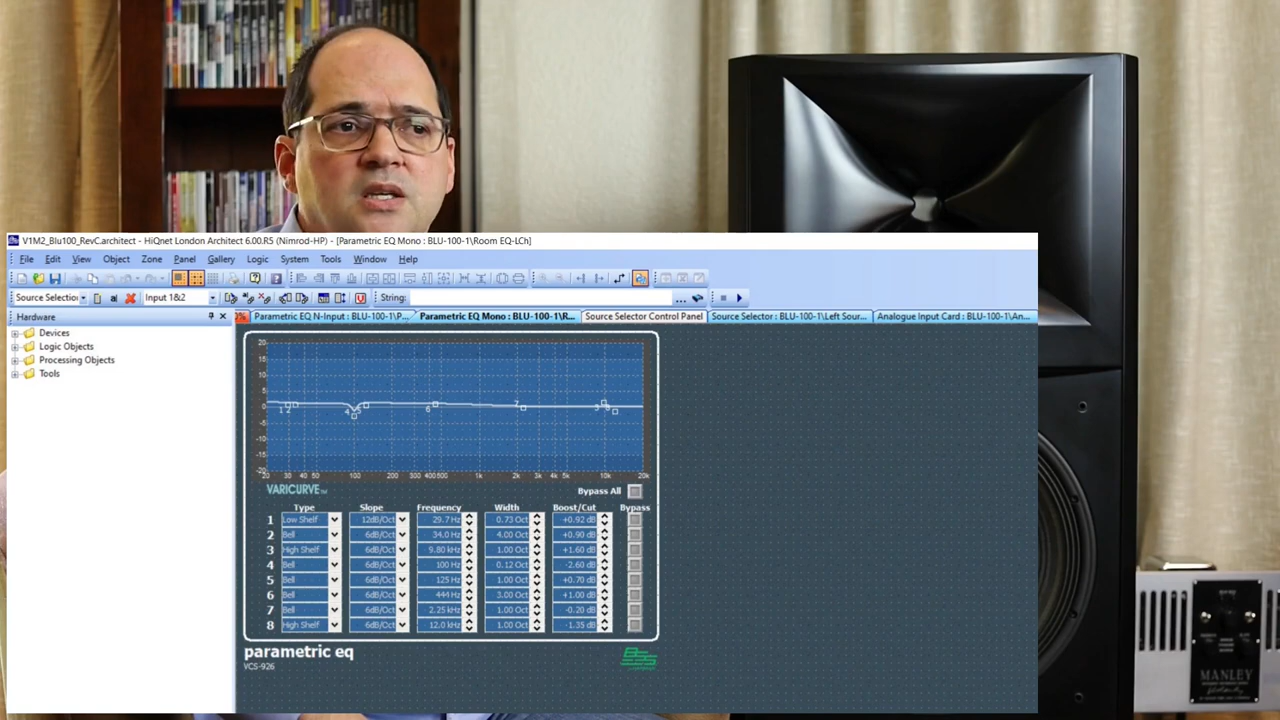 V1M2_Blu100_RevC.architect - HiQnet London Architect 6.00.R5 (Nimrod-HP) - [Parametric EQ Mono : BLU-100-1\Room EQ-LCh]
File Edit View Object Zone Panel Gallery Logic System Tools Window Help
Source Selection Input 1&2 String:
Hardware
Parametric EQ N-Input : BLU-100-1\P... Parametric EQ Mono : BLU-100-1\R... Source Selector Control Panel Source Selector : BLU-100-1\Left Sour... Analogue Input Card : BLU-100-1\An...
Devices
Logic Objects
Processing Objects
Tools
20
15
10
5
0
-5
-10
-15
-20
20 30 40 50 100 200 300 400 500 1k 2k 3k 4k 5k 10k 20k
VARICURVE
Bypass All
Type Slope Frequency Width Boost/Cut Bypass
1 Low Shelf 12dB/Oct 29.7 Hz 0.73 Oct +0.92 dB
2 Bell 6dB/Oct 34.0 Hz 4.00 Oct +0.90 dB
3 High Shelf 6dB/Oct 9.80 kHz 1.00 Oct +1.60 dB
4 Bell 6dB/Oct 100 Hz 0.12 Oct -2.60 dB
5 Bell 6dB/Oct 125 Hz 1.00 Oct +0.70 dB
6 Bell 6dB/Oct 444 Hz 3.00 Oct +1.00 dB
7 Bell 6dB/Oct 2.25 kHz 1.00 Oct -0.20 dB
8 High Shelf 6dB/Oct 12.0 kHz 1.00 Oct -1.35 dB
parametric eq
VCS-926
BSS
MANLEY